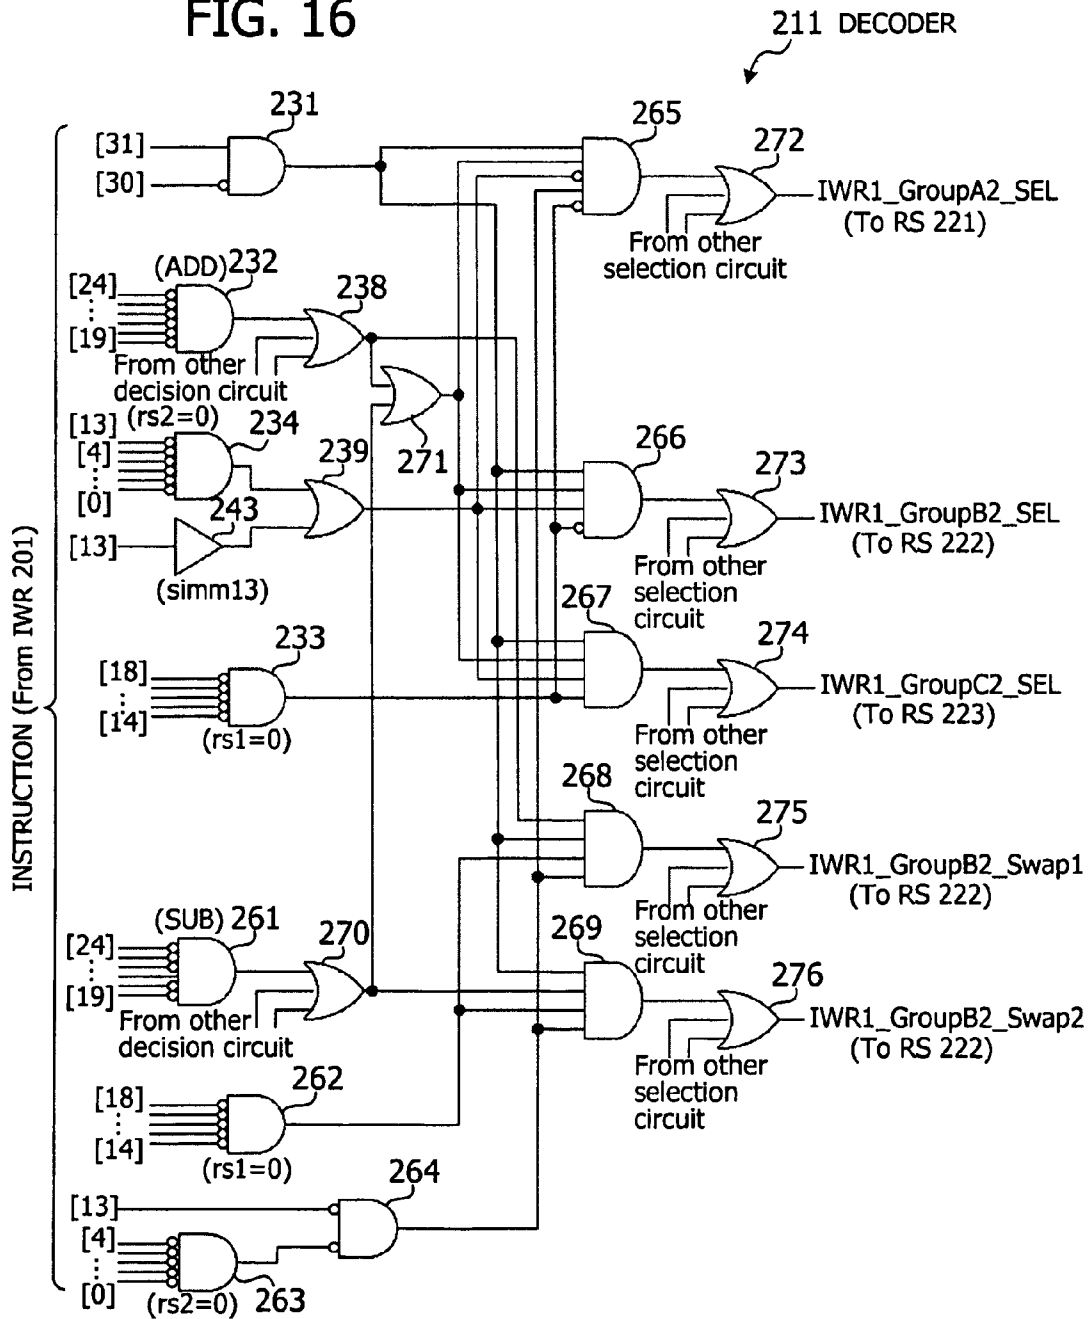 FIG. 16
211 DECODER
INSTRUCTION (From IWR 201)
[31]
[30]
231
265
272
IWR1_GroupA2_SEL
(To RS 221)
From other
selection circuit
(ADD) 232
[24]
[19]
238
From other
decision circuit
(rs2=0)
[13]
[4]
[0]
234
239
271
243
[13]
(simm13)
266
273
IWR1_GroupB2_SEL
(To RS 222)
From other
selection
circuit
267
274
IWR1_GroupC2_SEL
(To RS 223)
From other
selection
circuit
233
[18]
[14]
(rs1=0)
268
275
IWR1_GroupB2_Swap1
(To RS 222)
From other
selection
circuit
(SUB) 261
[24]
[19]
270
From other
decision circuit
269
276
IWR1_GroupB2_Swap2
(To RS 222)
From other
selection
circuit
262
[18]
[14]
(rs1=0)
264
[13]
[4]
[0]
(rs2=0) 263